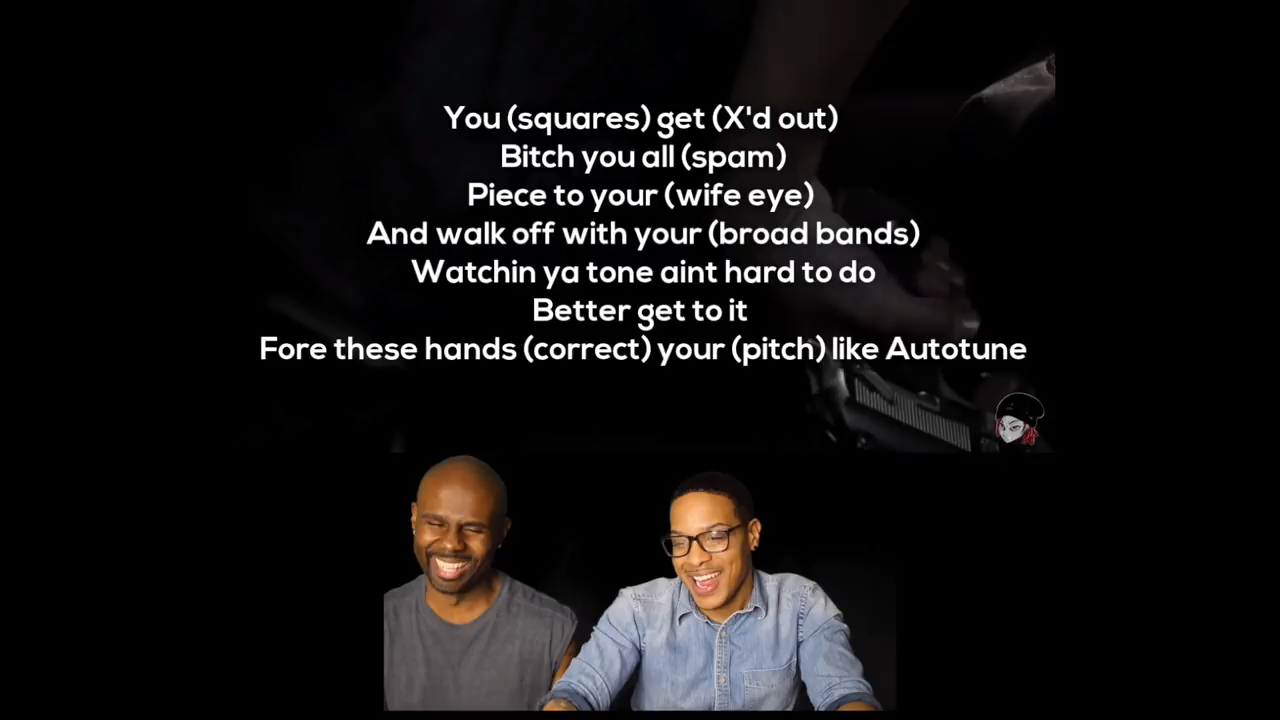 You (squares) get (X'd out)
Bitch you all (spam)
Piece to your (wife eye)
And walk off with your (broad bands)
Watchin ya tone aint hard to do
Better get to it
Fore these hands (correct) your (pitch) like Autotune